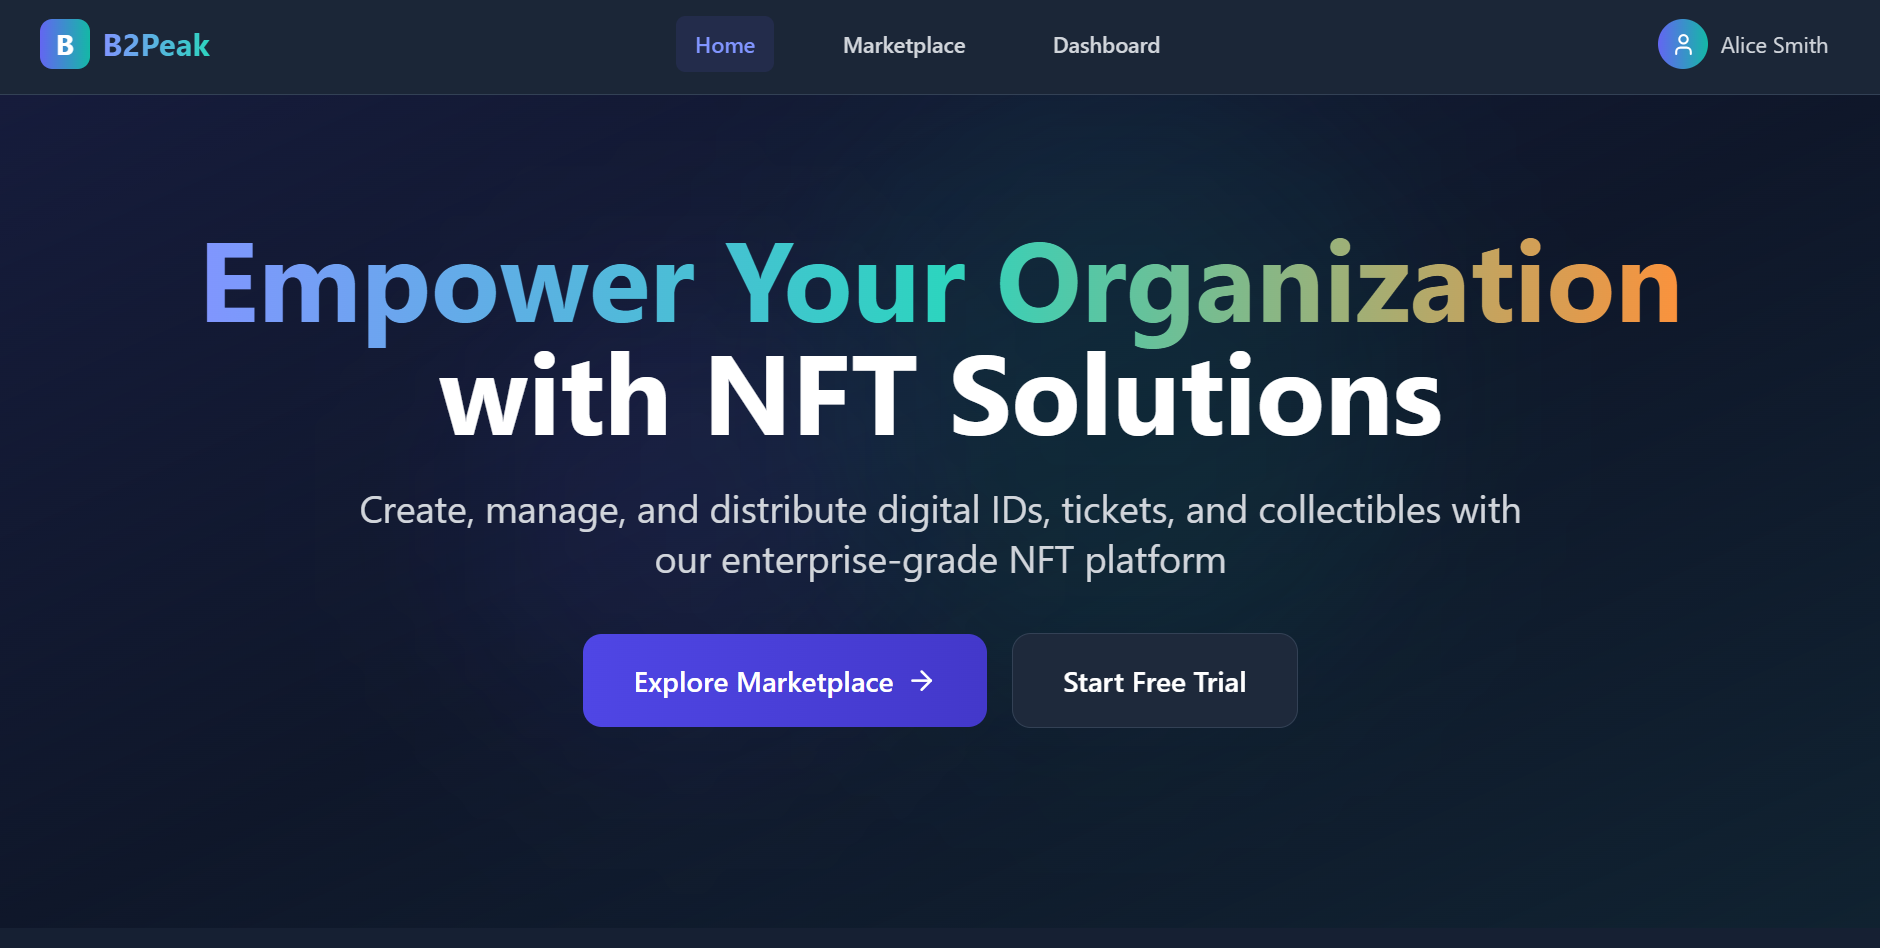 B B2Peak
Home Marketplace Dashboard
Alice Smith
Empower Your Organization
with NFT Solutions
Create, manage, and distribute digital IDs, tickets, and collectibles with
our enterprise-grade NFT platform
Explore Marketplace →
Start Free Trial